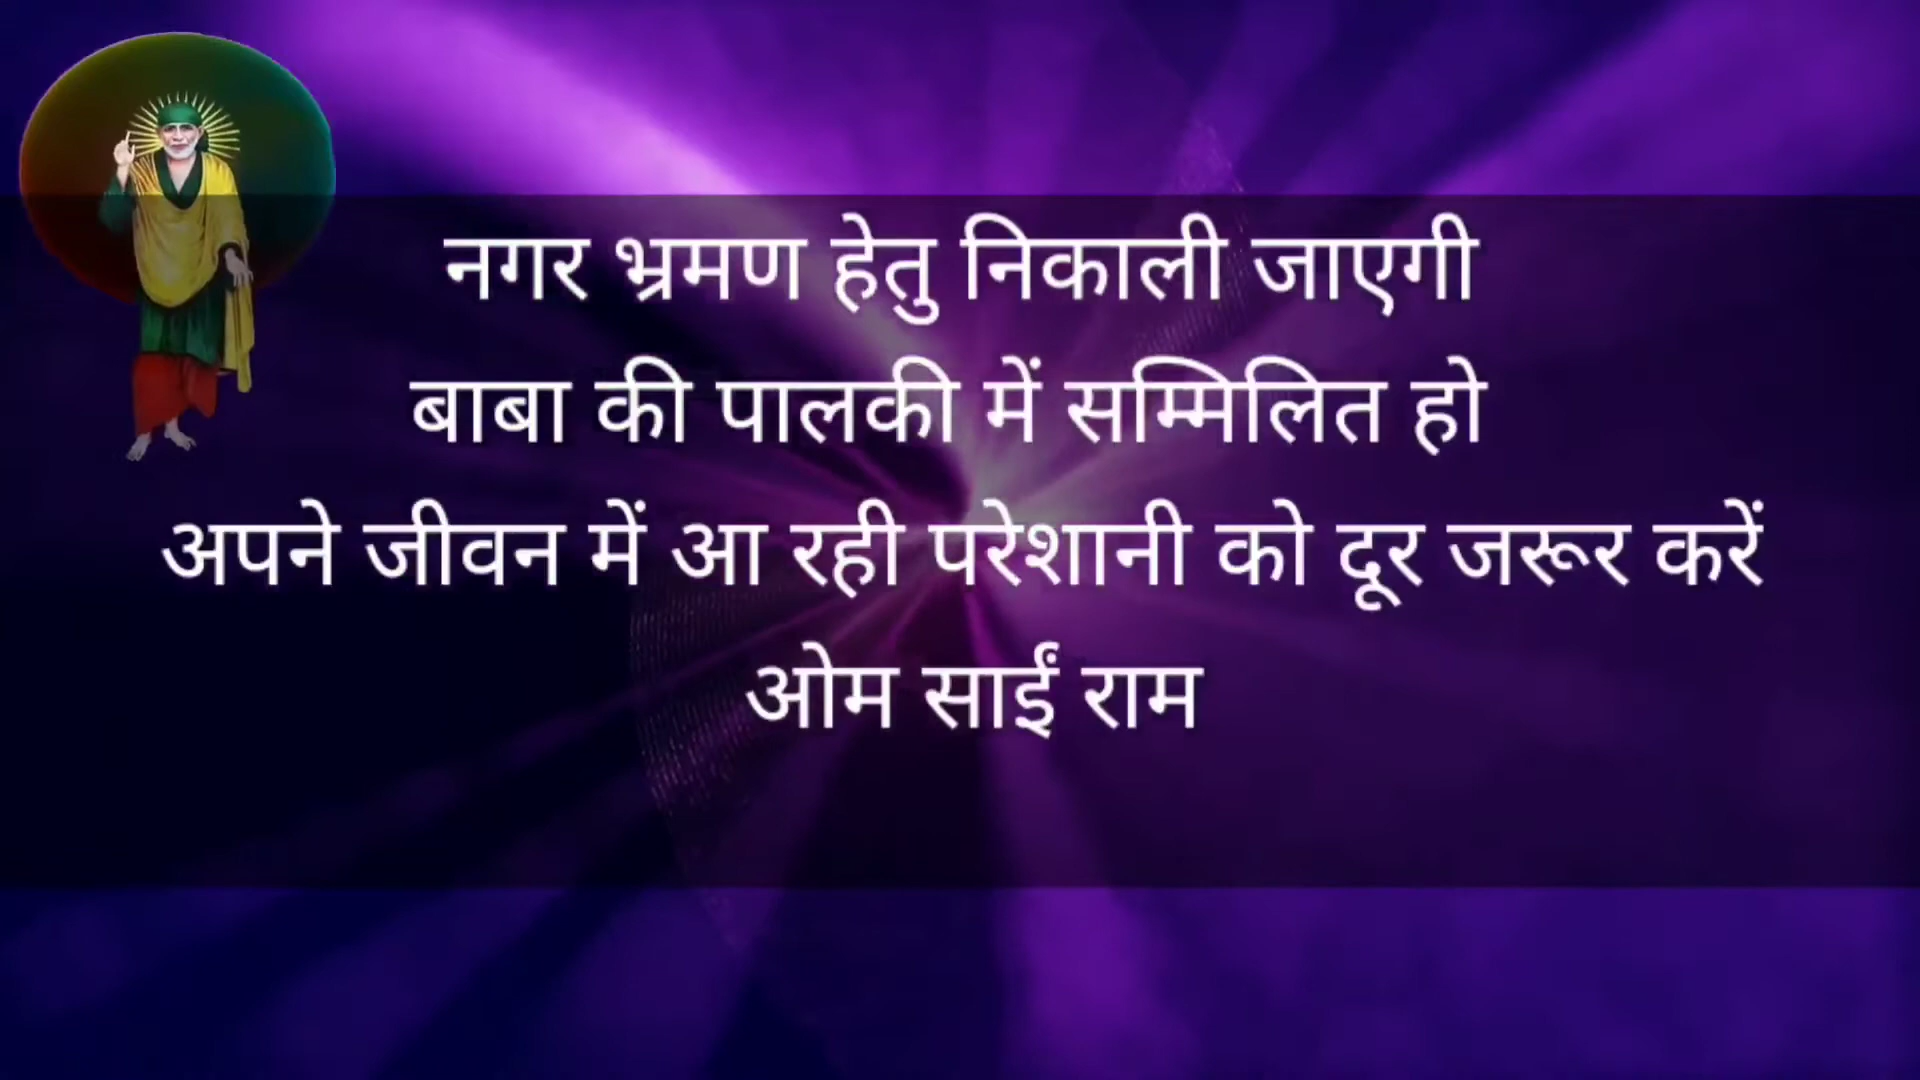 नगर भ्रमण हेतु निकाली जाएगी
बाबा की पालकी में सम्मिलित हो
अपने जीवन में आ रही परेशानी को दूर जरूर करें
ओम साईं राम